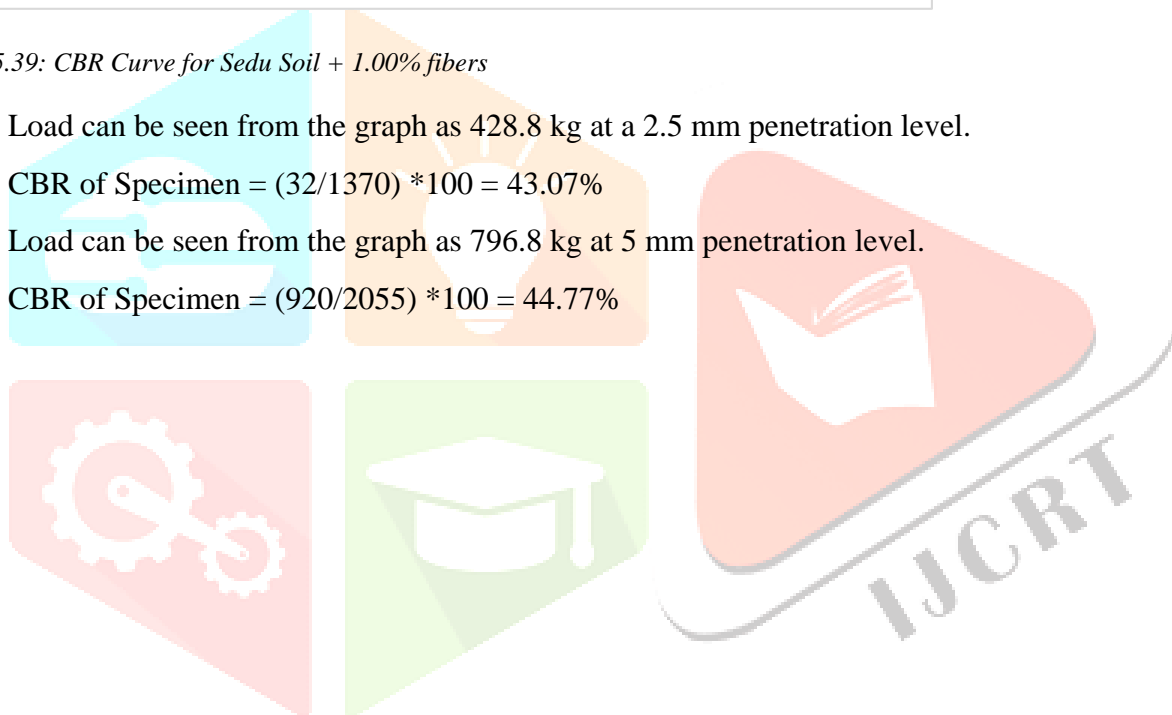 5.39: CBR Curve for Sedu Soil + 1.00% fibers
Load can be seen from the graph as 428.8 kg at a 2.5 mm penetration level.
CBR of Specimen = (32/1370) *100 = 43.07%
Load can be seen from the graph as 796.8 kg at 5 mm penetration level.
CBR of Specimen = (920/2055) *100 = 44.77%
IJCRT